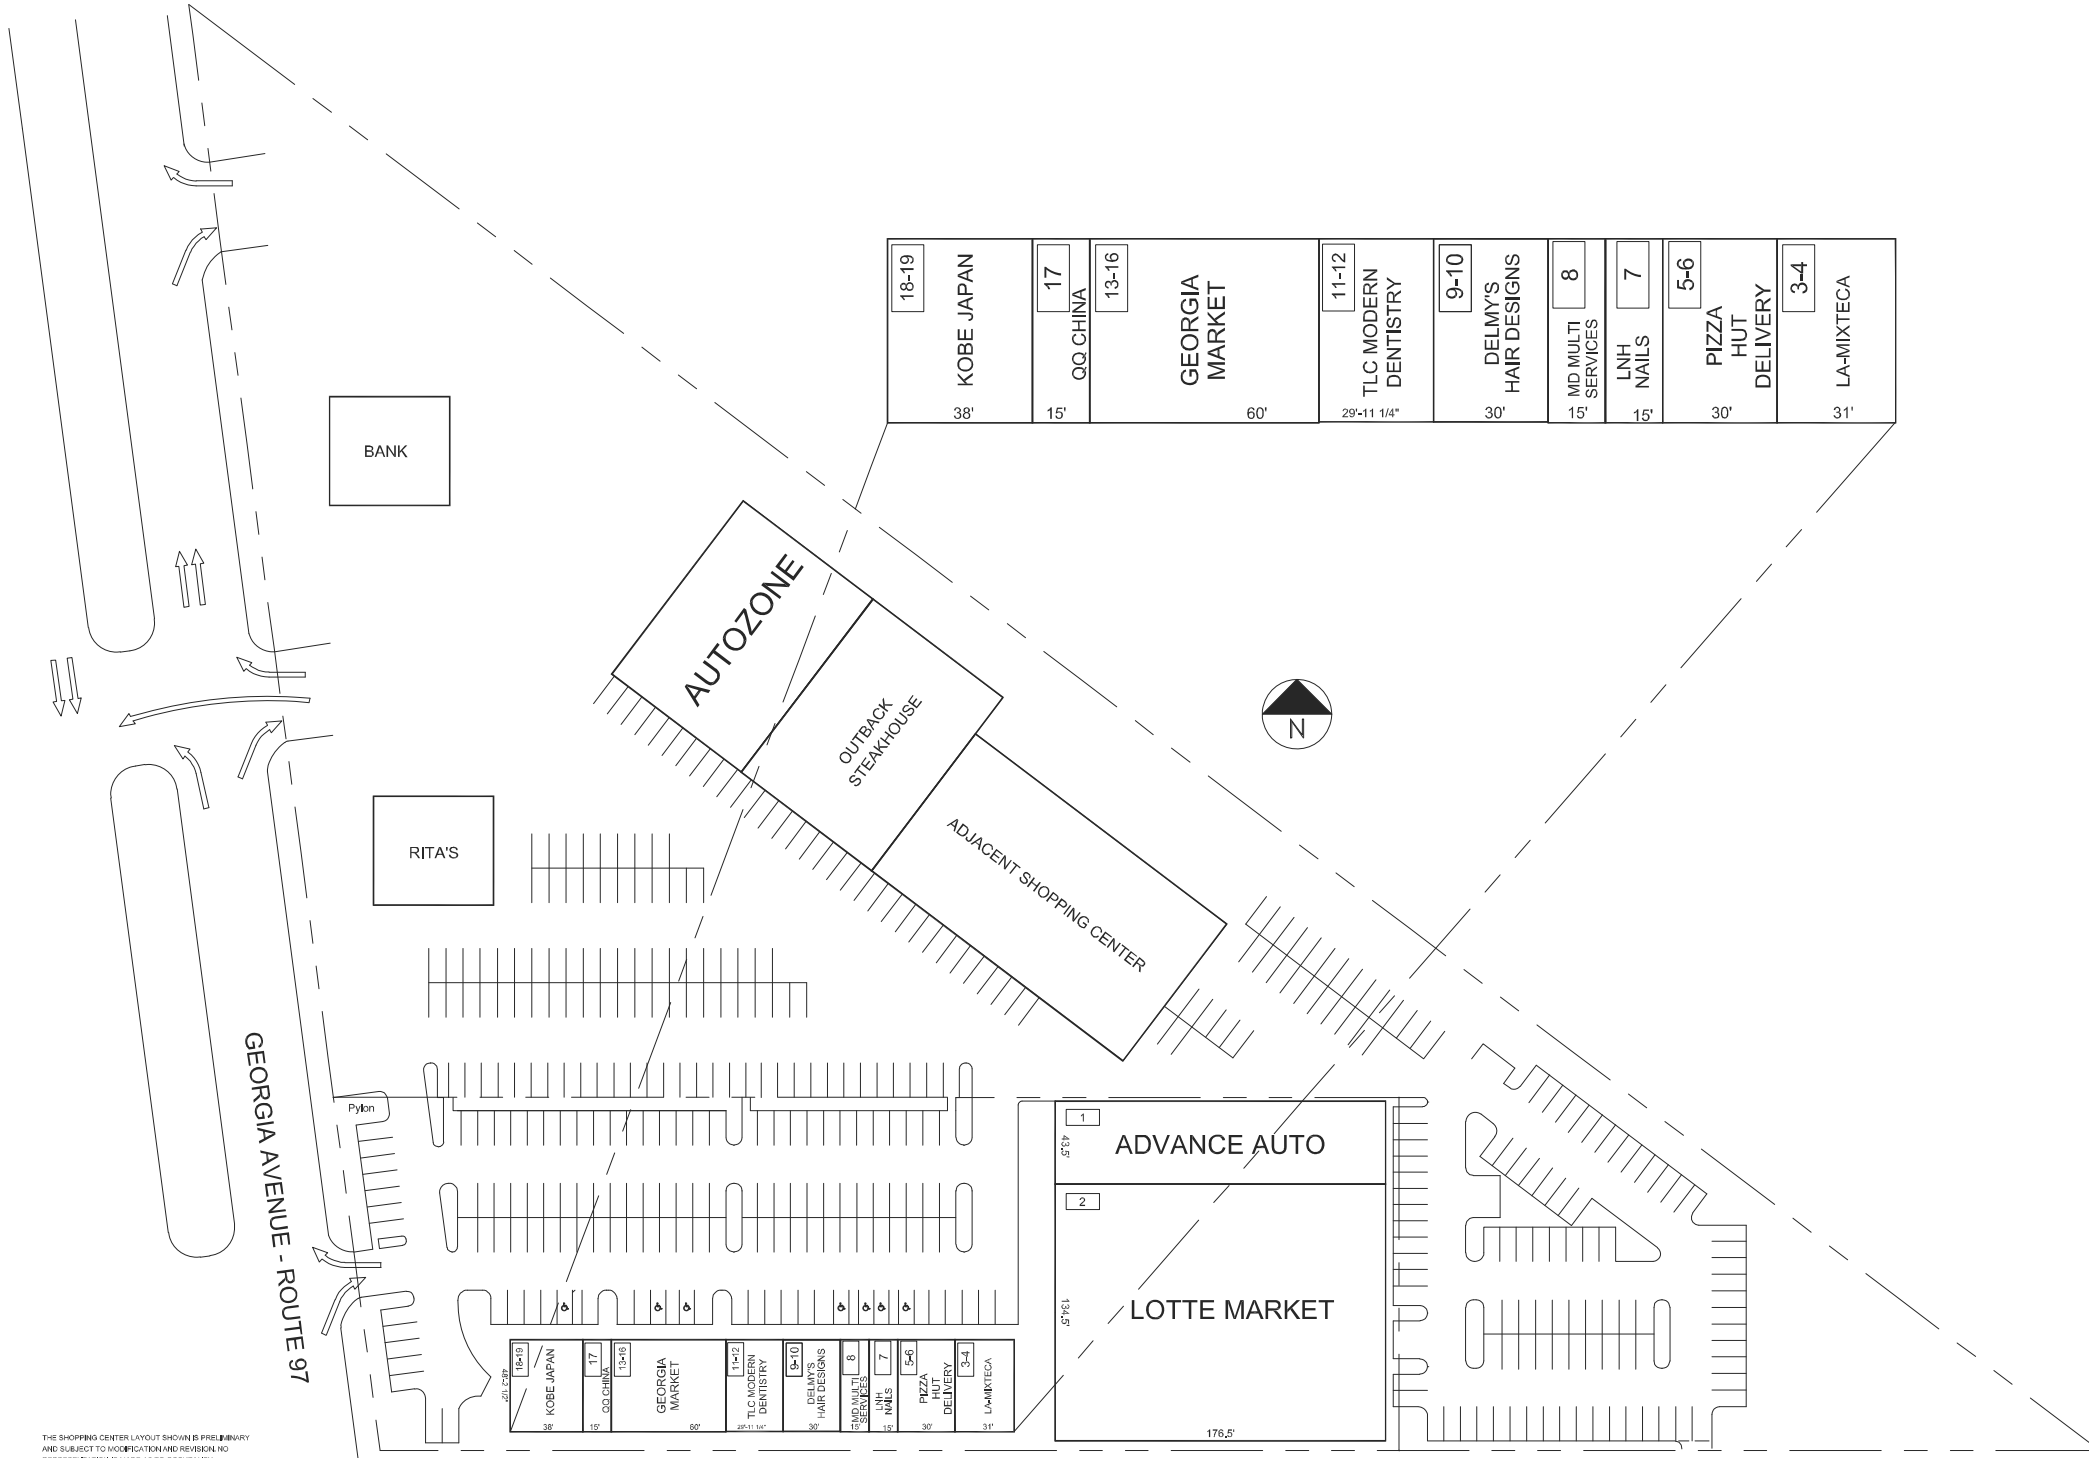 18-19
KOBE JAPAN
38'
17
QQ CHINA
15'
13-16
GEORGIA
MARKET
60'
11-12
TLC MODERN
DENTISTRY
29'-11 1/4"
9-10
DELMY'S
HAIR DESIGNS
30'
8
MD MULTI
SERVICES
15'
7
LNH
NAILS
15'
5-6
PIZZA
HUT
DELIVERY
30'
3-4
LA-MIXTECA
31'
BANK
AUTOZONE
OUTBACK
STEAKHOUSE
ADJACENT SHOPPING CENTER
N
RITA'S
GEORGIA AVENUE - ROUTE 97
Pylon
1
43.5'
ADVANCE AUTO
2
134.5'
LOTTE MARKET
176.5'
18-19
KOBE JAPAN
38'
17
QQ CHINA
15'
13-16
GEORGIA
MARKET
60'
11-12
TLC MODERN
DENTISTRY
29'-11 1/4"
9-10
DELMY'S
HAIR DESIGNS
30'
8
MD MULTI
SERVICES
15'
7
LNH
NAILS
15'
5-6
PIZZA
HUT
DELIVERY
30'
3-4
LA-MIXTECA
31'
THE SHOPPING CENTER LAYOUT SHOWN IS PRELIMINARY
AND SUBJECT TO MODIFICATION AND REVISION. NO